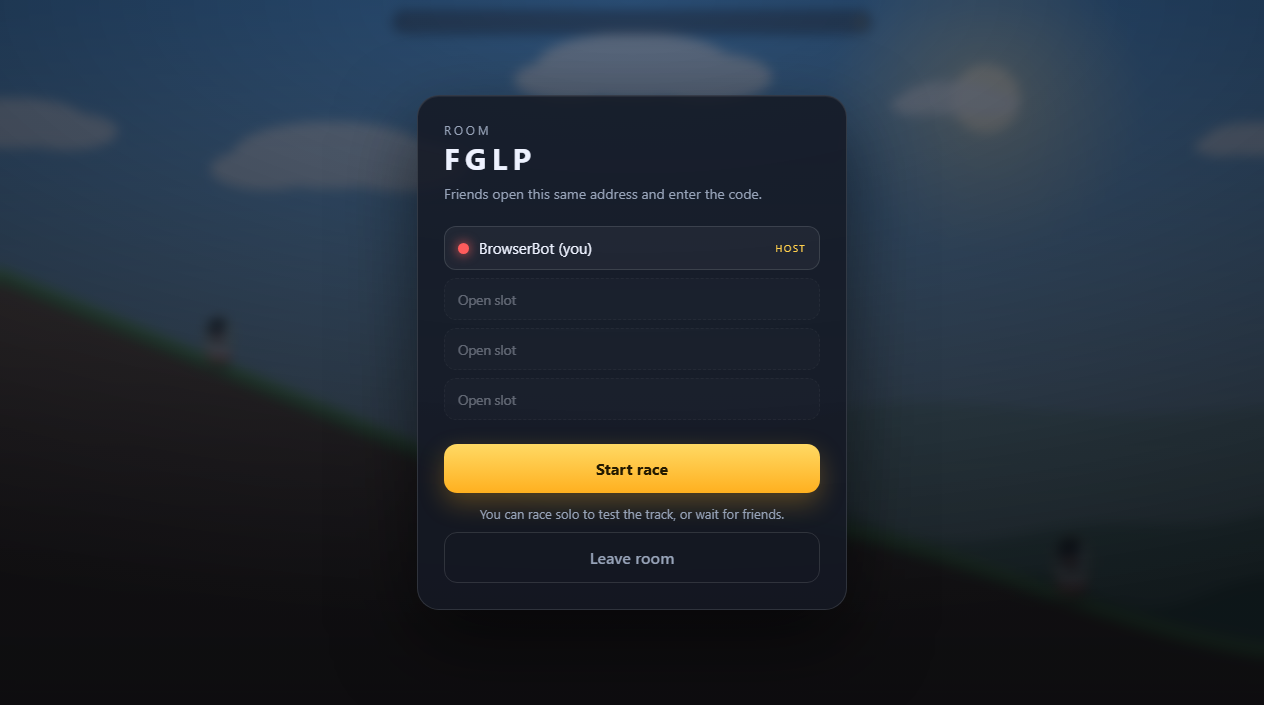 ROOM
FGLP
Friends open this same address and enter the code.
BrowserBot (you) HOST
Open slot
Open slot
Open slot
Start race
You can race solo to test the track, or wait for friends.
Leave room